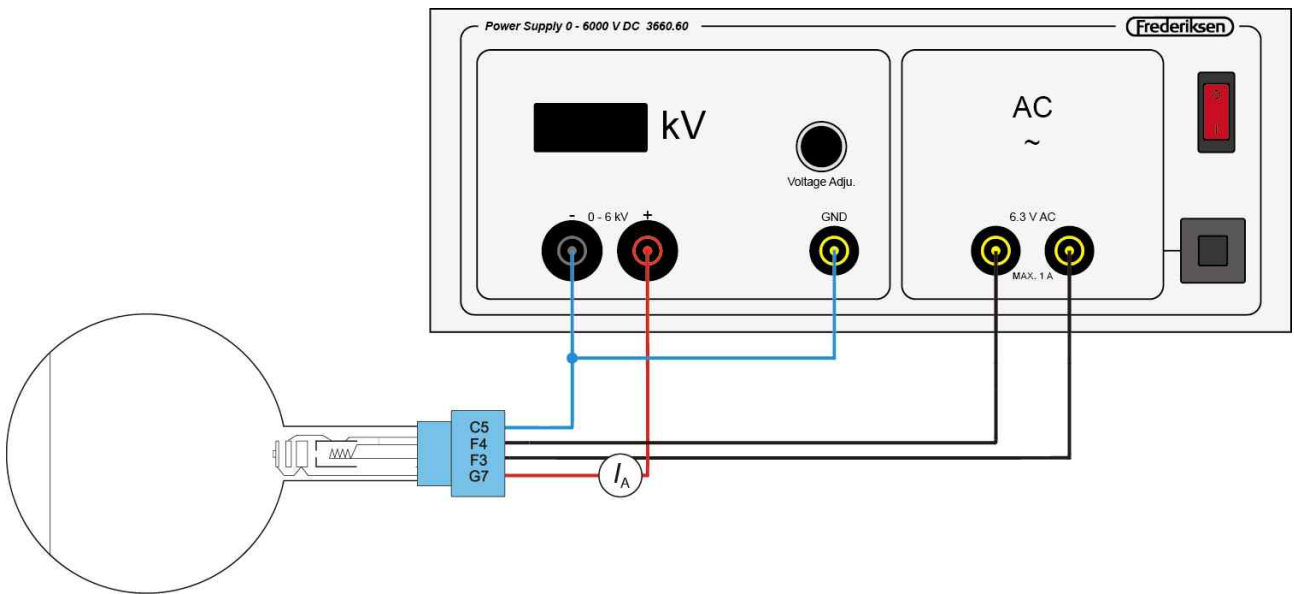 Power Supply 0 - 6000 V DC 3660.60
Frederiksen
kV
Voltage Adju.
AC
~
0
I
- 0 - 6 kV +
GND
6.3 V AC
MAX. 1 A
C5
F4
F3
G7
IA